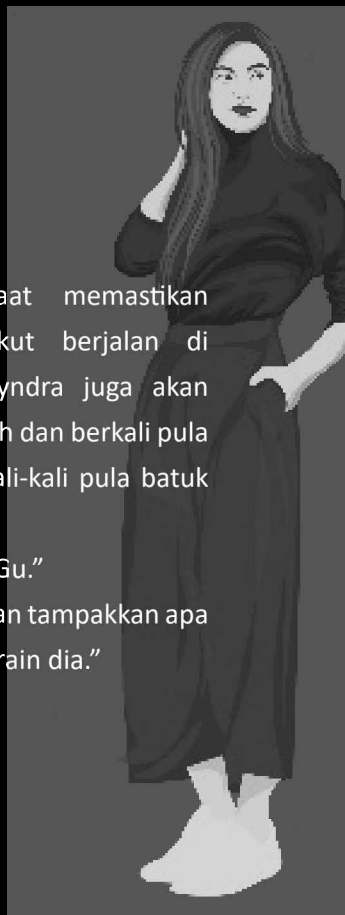 aat memastikan
kut berjalan di
yndra juga akan
h dan berkali pula
ali-kali pula batuk
Gu.”
an tampakkan apa
rain dia.”